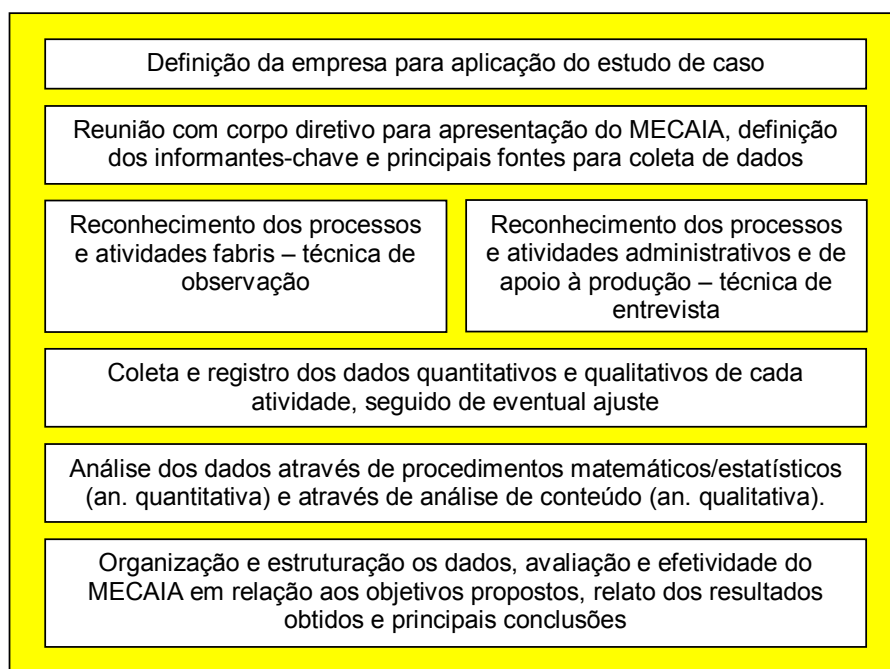 Definição da empresa para aplicação do estudo de caso
Reunião com corpo diretivo para apresentação do MECAIA, definição
dos informantes-chave e principais fontes para coleta de dados
Reconhecimento dos processos
e atividades fabris – técnica de
observação
Reconhecimento dos processos
e atividades administrativos e de
apoio à produção – técnica de
entrevista
Coleta e registro dos dados quantitativos e qualitativos de cada
atividade, seguido de eventual ajuste
Análise dos dados através de procedimentos matemáticos/estatísticos
(an. quantitativa) e através de análise de conteúdo (an. qualitativa).
Organização e estruturação os dados, avaliação e efetividade do
MECAIA em relação aos objetivos propostos, relato dos resultados
obtidos e principais conclusões